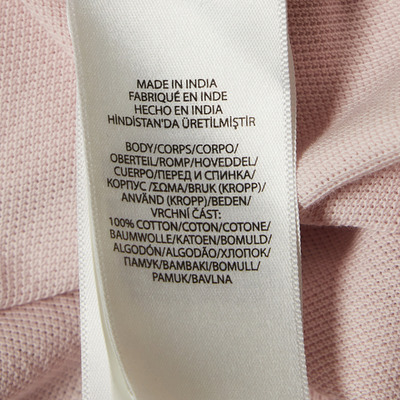 MADE IN INDIA
FABRIQUÉ EN INDE
HECHO EN INDIA
HİNDİSTAN'DA ÜRETİLMİŞTİR
BODY/CORPS/CORPO/
OBERTEIL/ROMP/HOVEDDEL/
CUERPO/ПЕРЕД И СПИНКА/
КОРПУС /ΣΩΜΑ/BRUK (KROPP)/
ANVÄND (KROPP)/BEDEN/
VRCHNÍ ČÁST:
100% COTTON/COTON/COTONE/
BAUMWOLLE/KATOEN/BOMULD/
ALGODÓN/ALGODÃO/ХЛОПОК/
ПАМУК/BAMBAKI/BOMULL/
PAMUK/BAVLNA